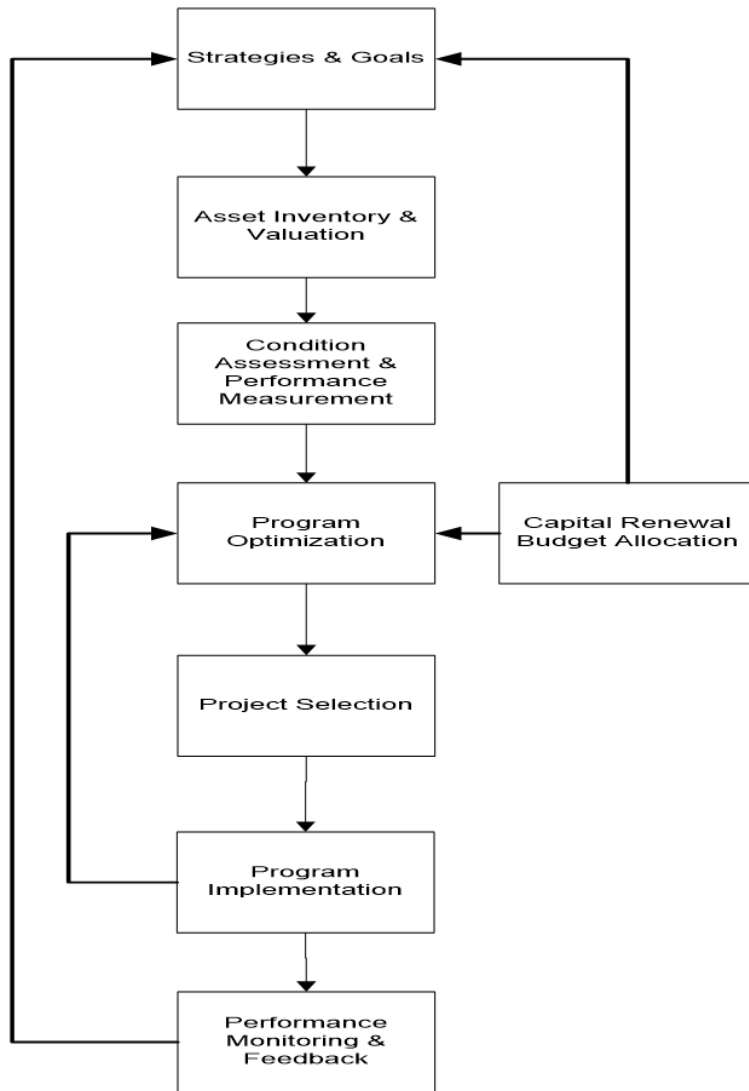 Strategies & Goals
Asset Inventory &
Valuation
Condition
Assessment &
Performance
Measurement
Program
Optimization
Capital Renewal
Budget Allocation
Project Selection
Program
Implementation
Performance
Monitoring &
Feedback